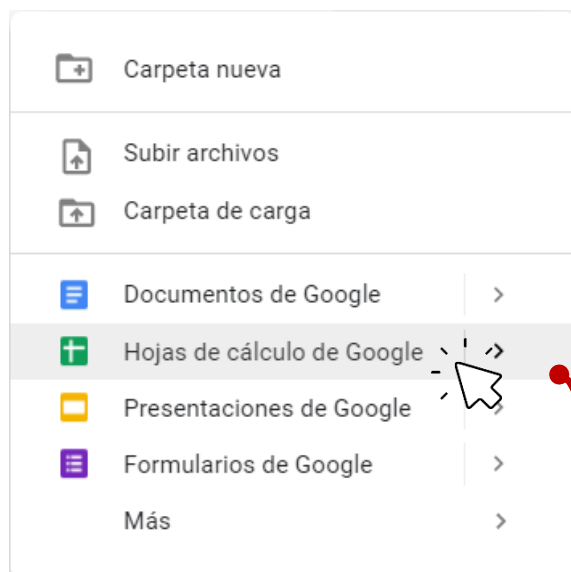 Carpeta nueva
Subir archivos
Carpeta de carga
Documentos de Google
Hojas de cálculo de Google
Presentaciones de Google
Formularios de Google
Más